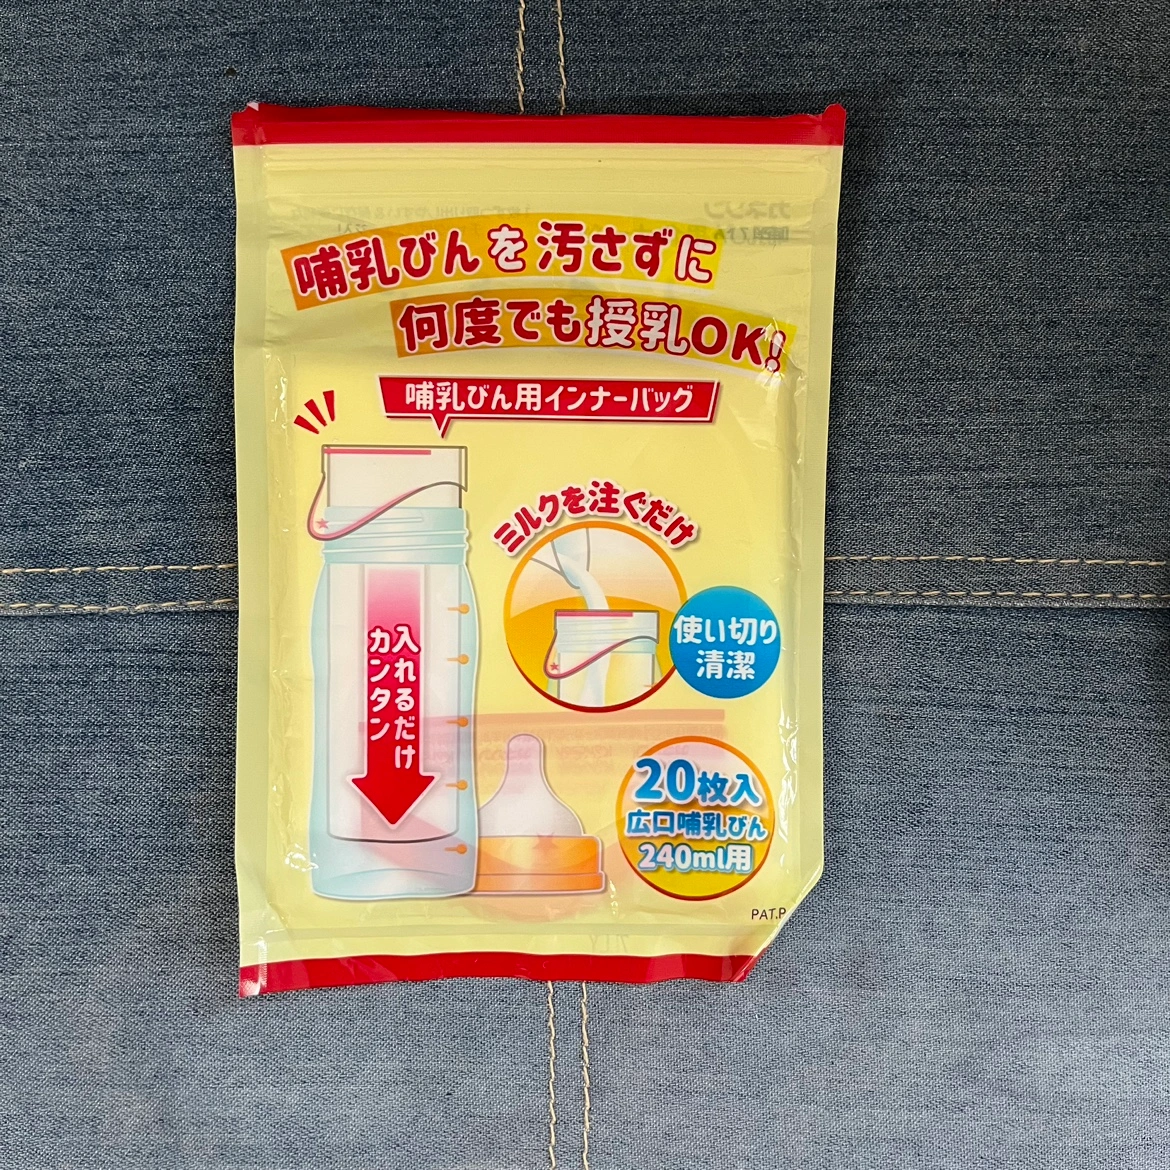 哺乳びんを汚さずに
何度でも授乳OK!
哺乳びん用インナーバッグ
ミルクを注ぐだけ
使い切り
清潔
入れるだけ
カンタン
20枚入
広口哺乳びん
240ml用
PAT.P